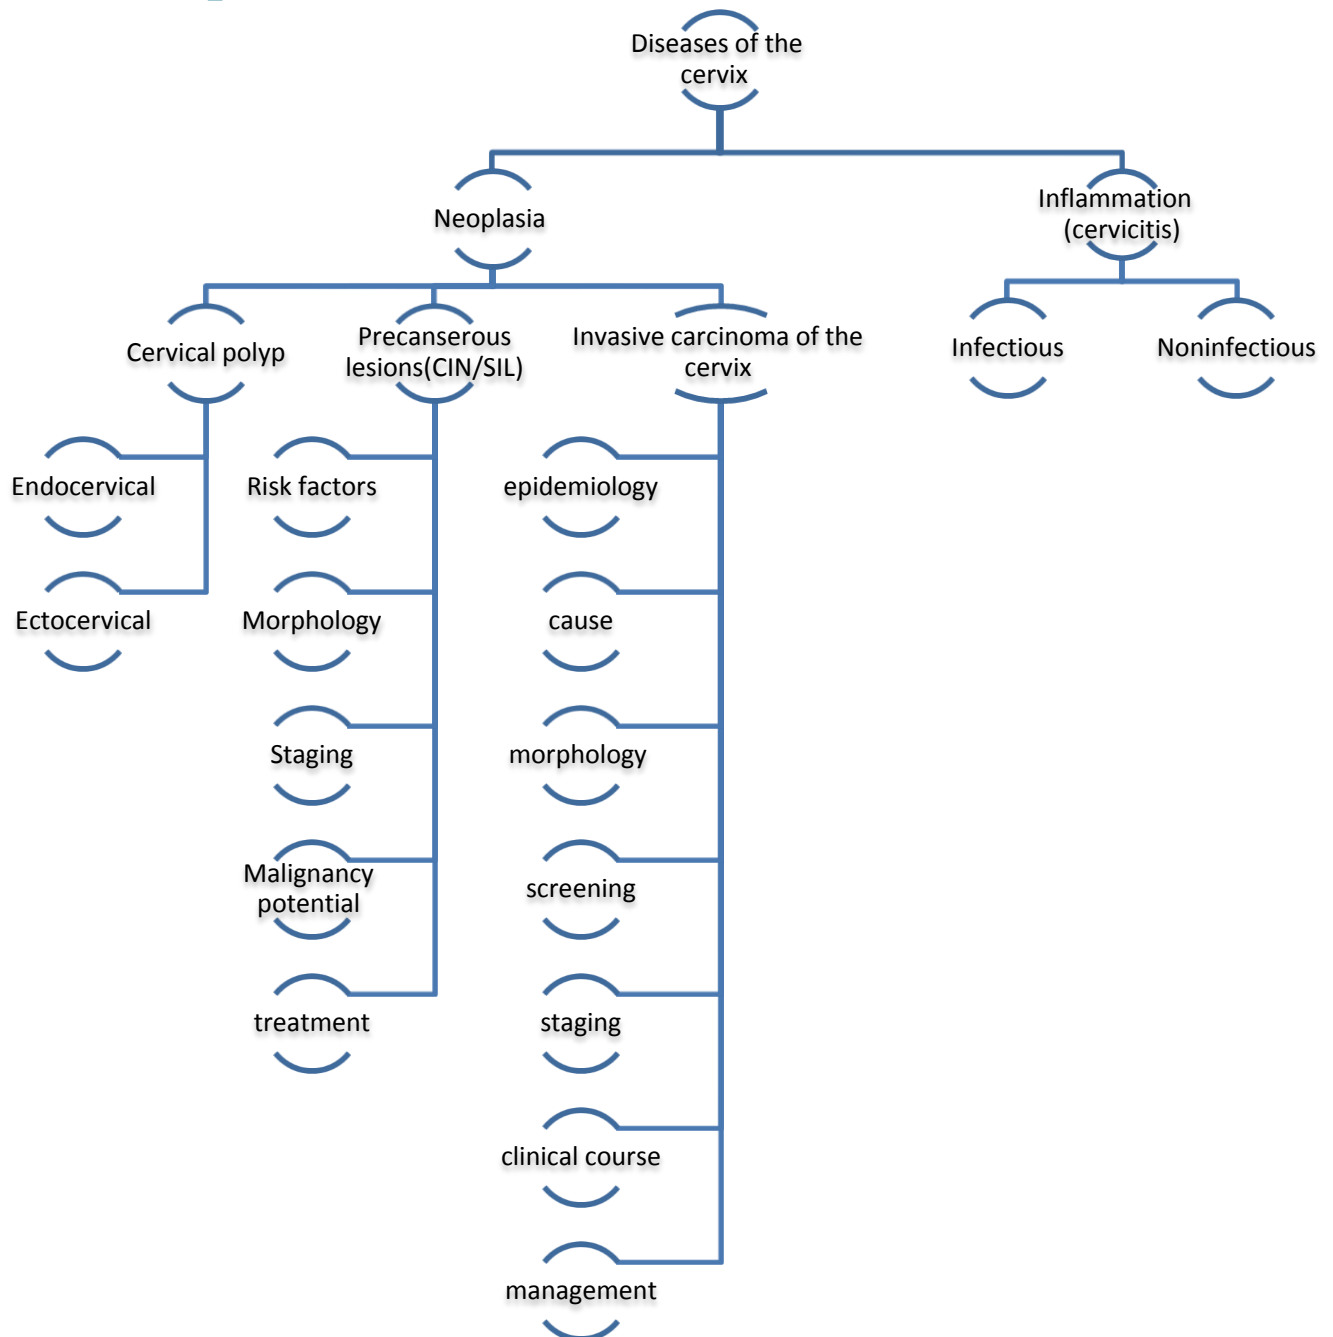 Diseases of the
cervix
Neoplasia
Inflammation
(cervicitis)
Cervical polyp
Precanserous
lesions(CIN/SIL)
Invasive carcinoma of the
cervix
Infectious
Noninfectious
Endocervical
Risk factors
epidemiology
Ectocervical
Morphology
cause
Staging
morphology
Malignancy
potential
screening
treatment
staging
clinical course
management